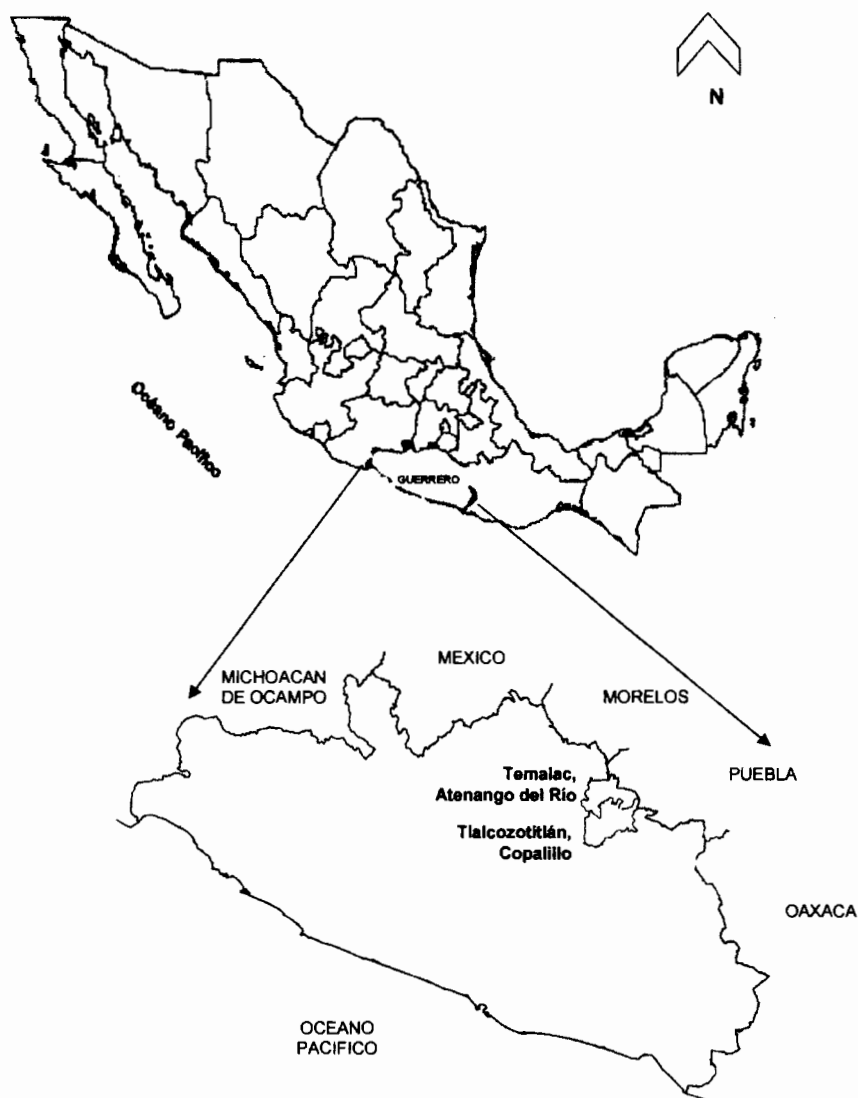 N
Océano Pacífico
GUERRERO
MICHOACAN
DE OCAMPO
MEXICO
MORELOS
PUEBLA
Temalac,
Atenango del Río
Tlalcozotitlán,
Copalillo
OAXACA
OCEANO
PACIFICO